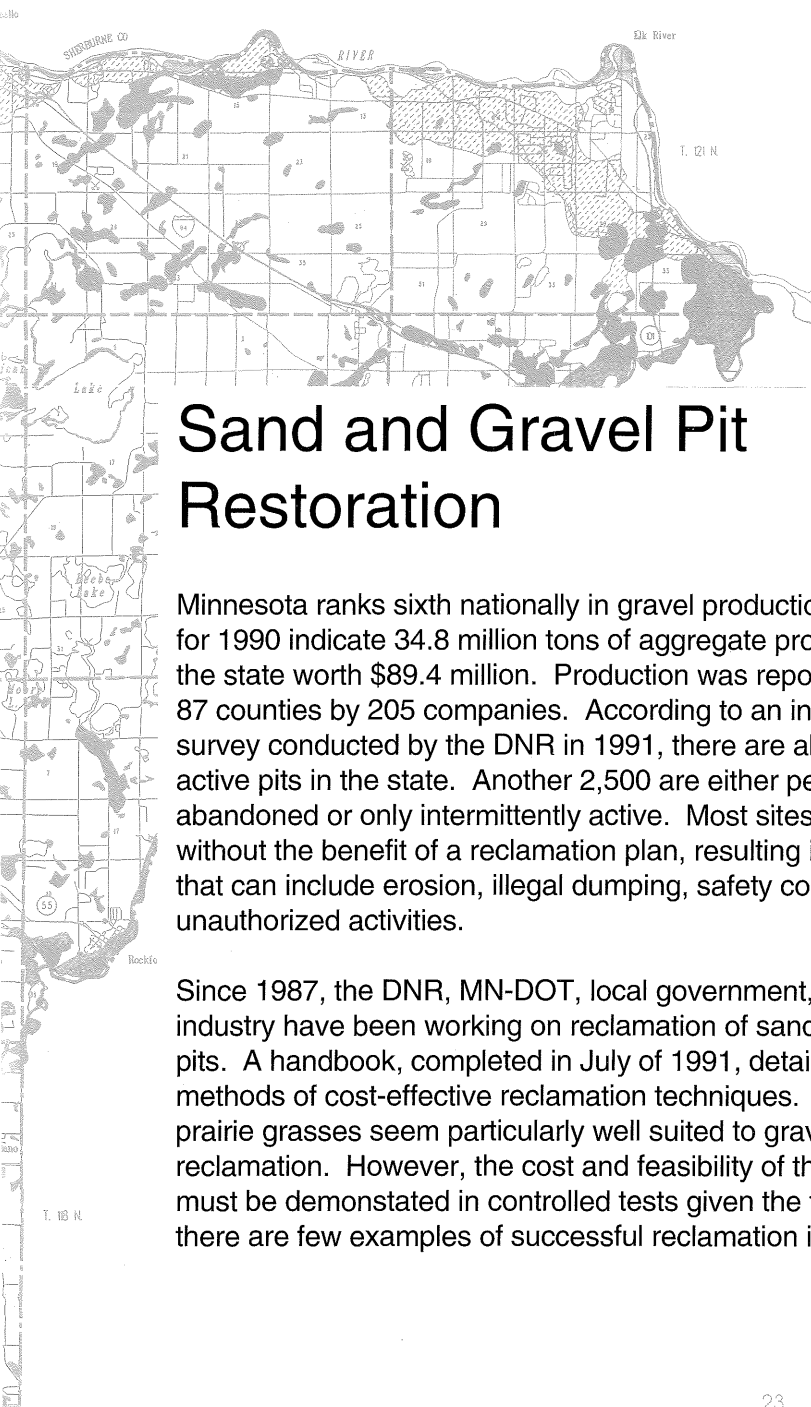 SHERBURNE CO
RIVER
Elk River
T. 121 N.
94
101
Lake
Sand and Gravel Pit
Restoration
Minnesota ranks sixth nationally in gravel productio
for 1990 indicate 34.8 million tons of aggregate pro
the state worth $89.4 million. Production was repo
87 counties by 205 companies. According to an in
survey conducted by the DNR in 1991, there are al
active pits in the state. Another 2,500 are either pe
abandoned or only intermittently active. Most sites
without the benefit of a reclamation plan, resulting i
that can include erosion, illegal dumping, safety co
unauthorized activities.
55
Rockfo
Since 1987, the DNR, MN-DOT, local government,
industry have been working on reclamation of sand
pits. A handbook, completed in July of 1991, detai
methods of cost-effective reclamation techniques.
prairie grasses seem particularly well suited to grav
reclamation. However, the cost and feasibility of th
must be demonstated in controlled tests given the f
there are few examples of successful reclamation i
T. 118 N.
23